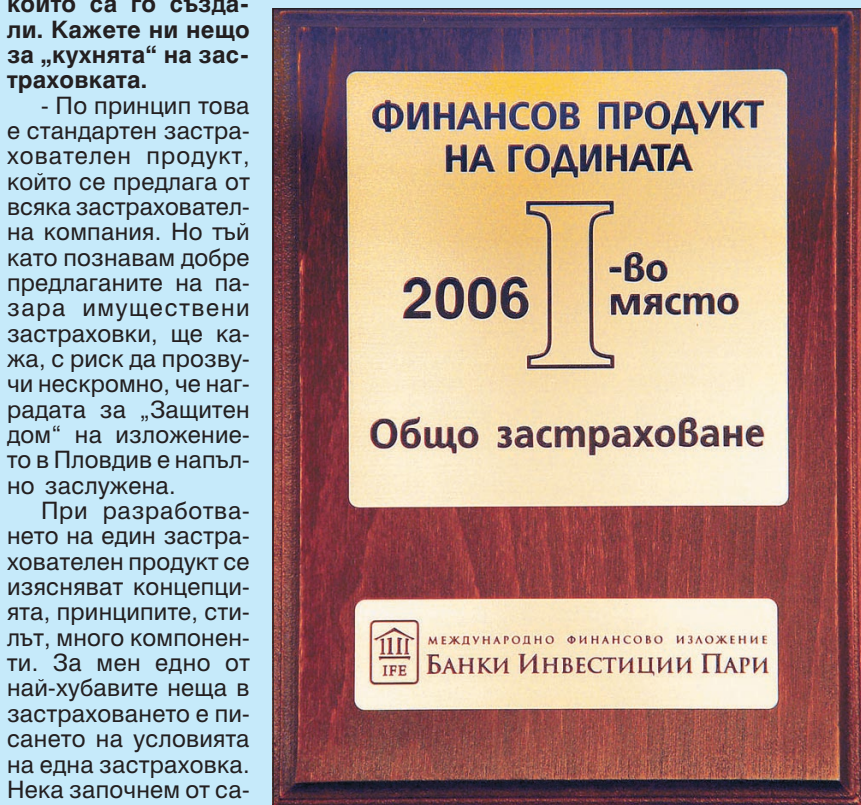 които са го създа-
ли. Кажете ни нещо
за „кухнята“ на зас-
траховката.
- По принцип това
е стандартен застра-
хователен продукт,
който се предлага от
всяка застраховател-
на компания. Но тъй
като познавам добре
предлаганите на па-
зара имуществени
застраховки, ще ка-
жа, с риск да прозву-
чи нескромно, че наг-
радата за „Защитен
дом“ на изложение-
то в Пловдив е напъл-
но заслужена.
При разработва-
нето на един застра-
хователен продукт се
изясняват концепци-
ята, принципите, сти-
лът, много компонен-
ти. За мен едно от
най-хубавите неща в
застраховането е пи-
сането на условията
на една застраховка.
Нека започнем от са-
ФИНАНСОВ ПРОДУКТ
НА ГОДИНАТА
2006 I -во
място
Общо застраховане
IFE
МЕЖДУНАРОДНО ФИНАНСОВО ИЗЛОЖЕНИЕ
БАНКИ ИНВЕСТИЦИИ ПАРИ